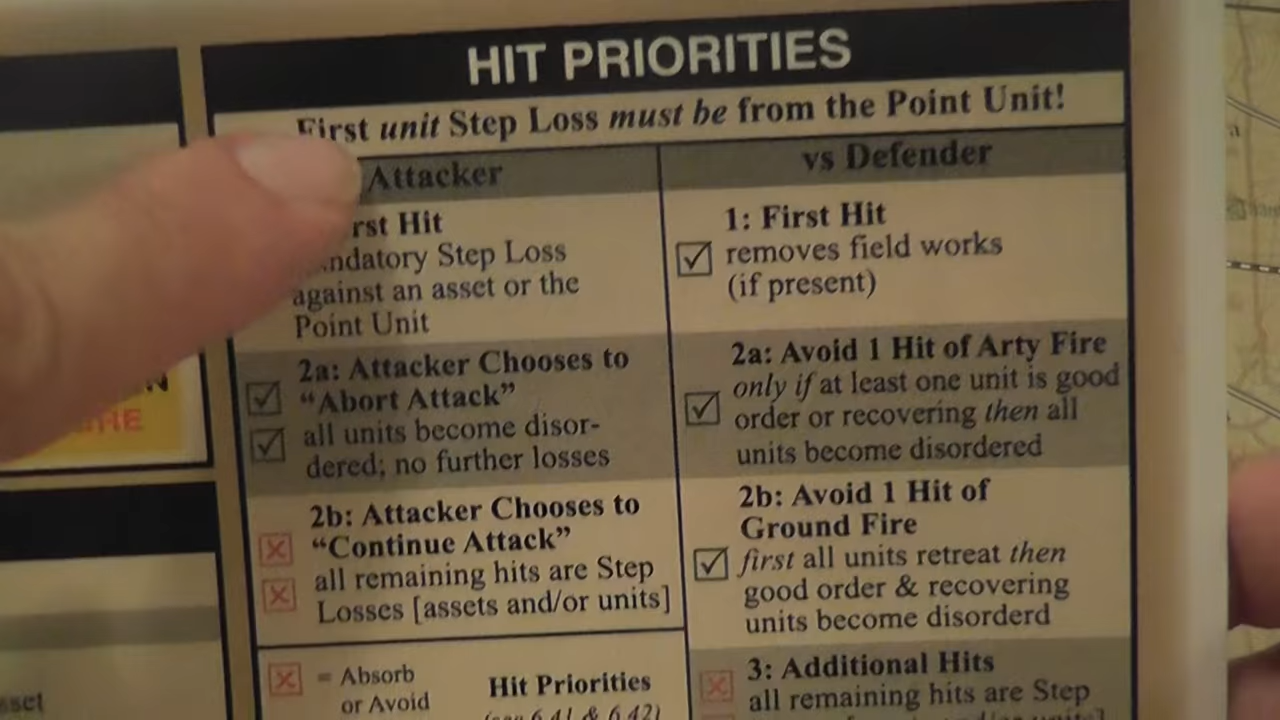 HIT PRIORITIES
First unit Step Loss must be from the Point Unit!
Attacker
rst Hit
ndatory Step Loss
against an asset or the
Point Unit
2a: Attacker Chooses to
“Abort Attack”
all units become disor-
dered; no further losses
2b: Attacker Chooses to
“Continue Attack”
all remaining hits are Step
Losses [assets and/or units]
= Absorb
or Avoid
Hit Priorities
(see 6.41 & 6.42)
vs Defender
1: First Hit
removes field works
(if present)
2a: Avoid 1 Hit of Arty Fire
only if at least one unit is good
order or recovering then all
units become disordered
2b: Avoid 1 Hit of
Ground Fire
first all units retreat then
good order & recovering
units become disorderd
3: Additional Hits
all remaining hits are Step